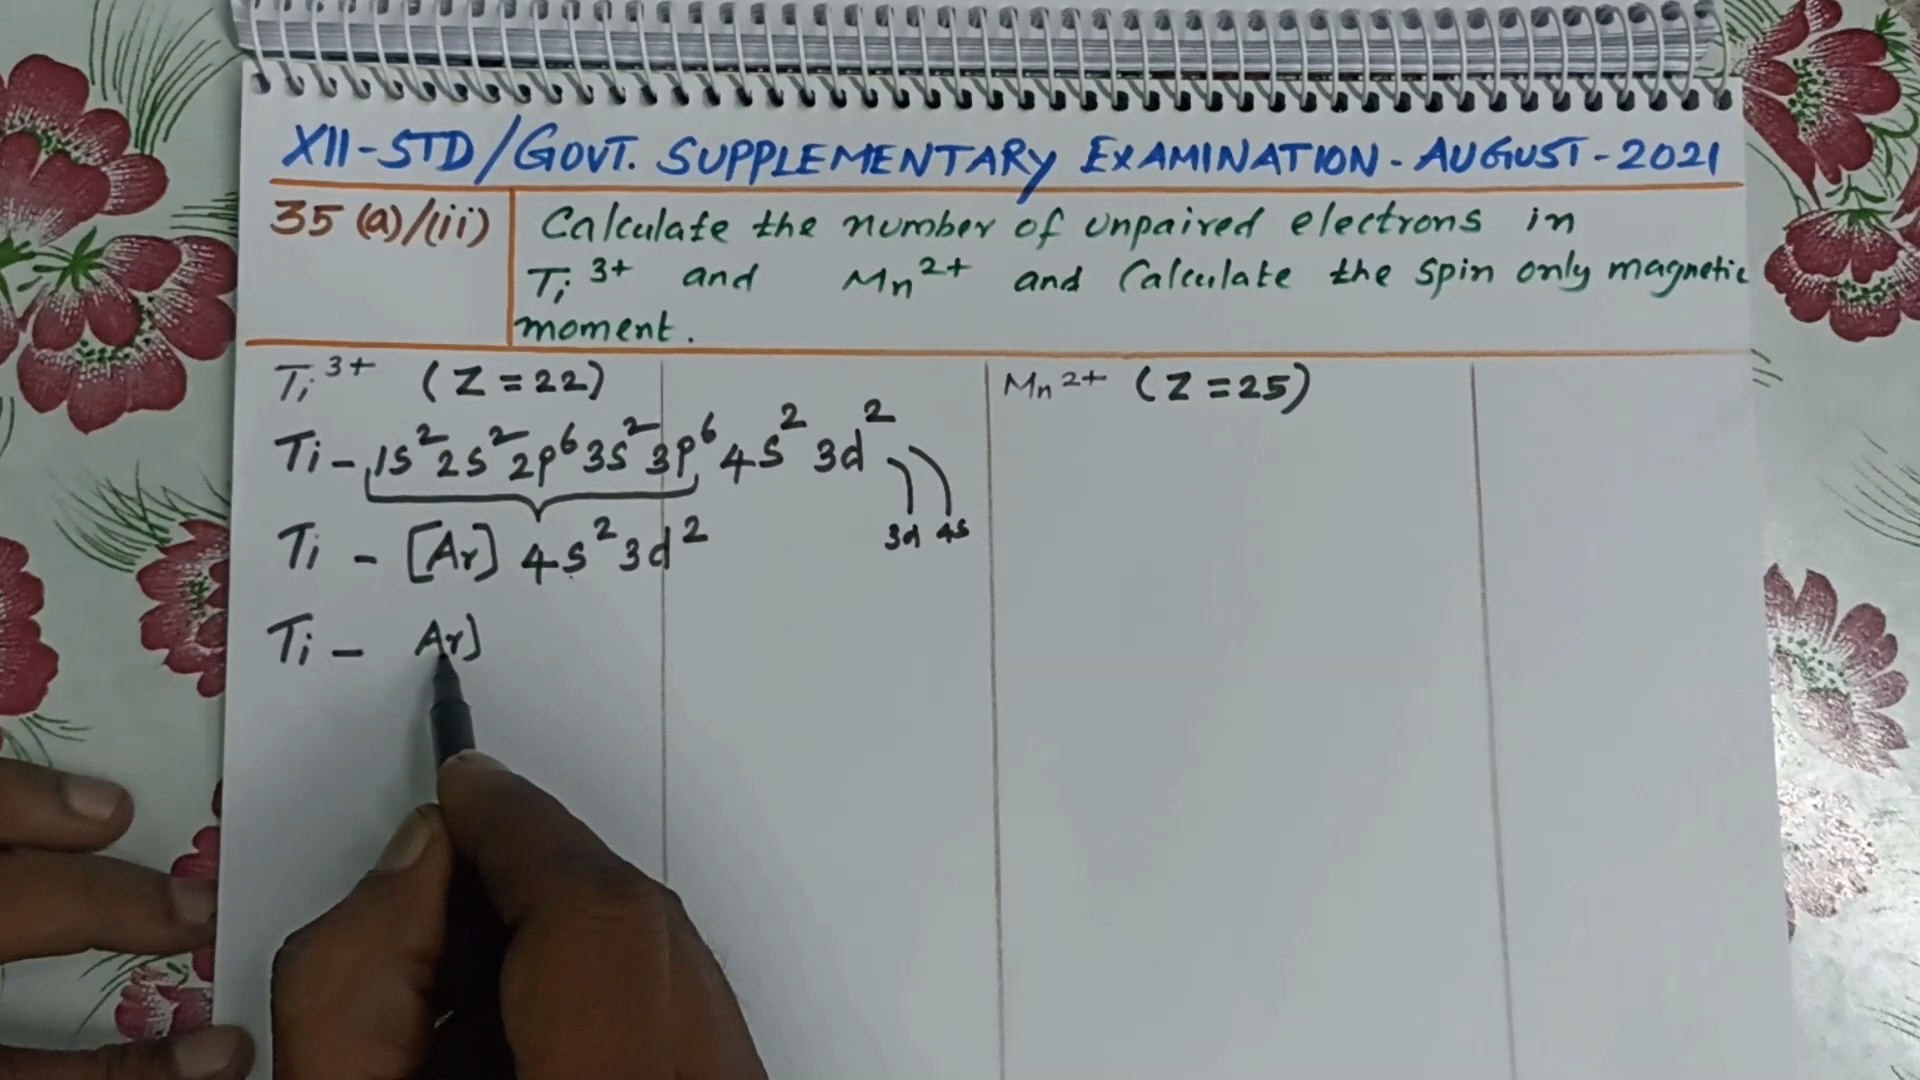 XII-STD/GOVT. SUPPLEMENTARY EXAMINATION - AUGUST - 2021
35 (a)/(ii)
Calculate the number of unpaired electrons in
Ti 3+ and Mn 2+ and Calculate the spin only magnetic
moment.
Ti 3+ (Z = 22)
Ti - 1s² 2s² 2p⁶ 3s² 3p⁶ 4s² 3d²
3d 4s
Ti - [Ar] 4s² 3d²
Ti - Ar]
Mn 2+ (Z = 25)